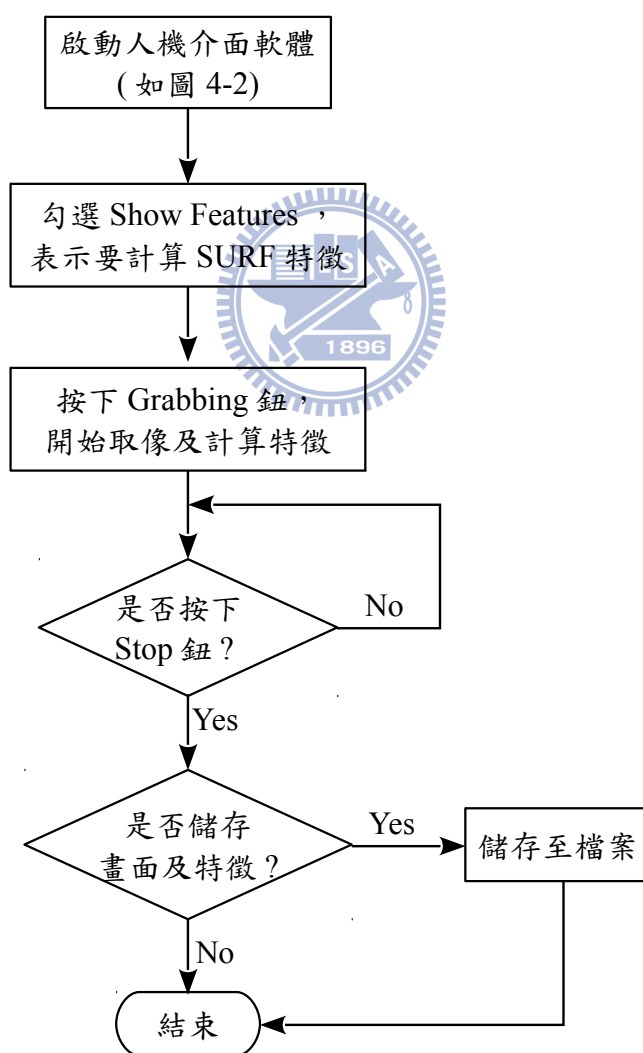 啟動人機介面軟體
( 如圖 4-2)
勾選 Show Features ，
表示要計算 SURF 特徵
E S A
1896
按下 Grabbing 鈕，
開始取像及計算特徵
是否按下
Stop 鈕？
No
Yes
是否儲存
畫面及特徵？
Yes
儲存至檔案
No
結束